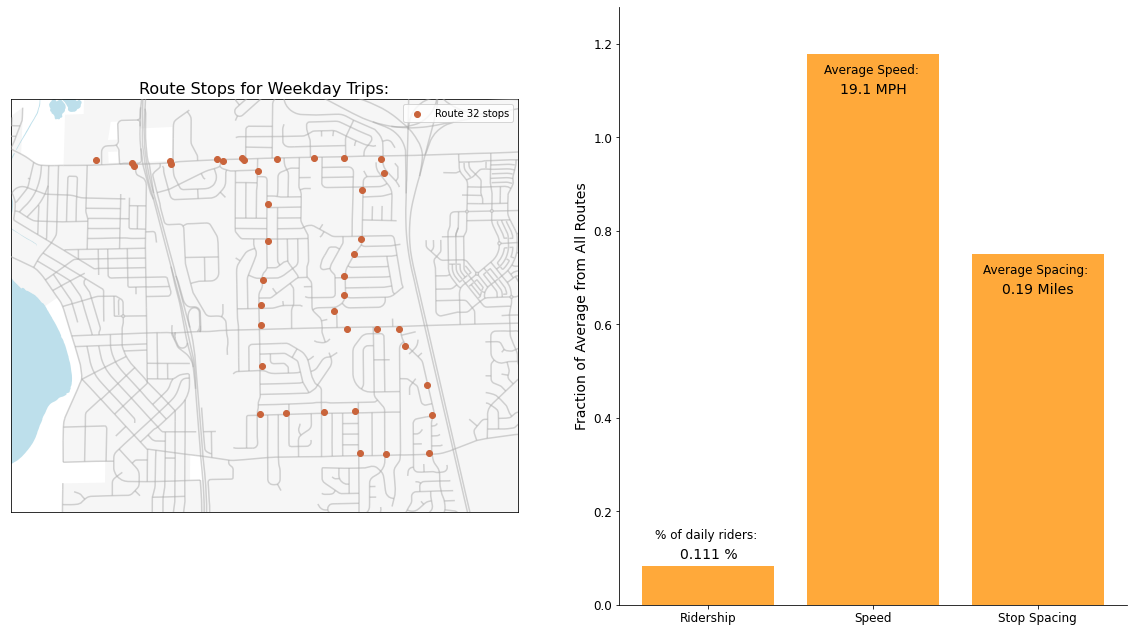 Route Stops for Weekday Trips:
Route 32 stops
Fraction of Average from All Routes
1.2
1.0
0.8
0.6
0.4
0.2
0.0
% of daily riders:
0.111 %
Average Speed:
19.1 MPH
Average Spacing:
0.19 Miles
Ridership
Speed
Stop Spacing